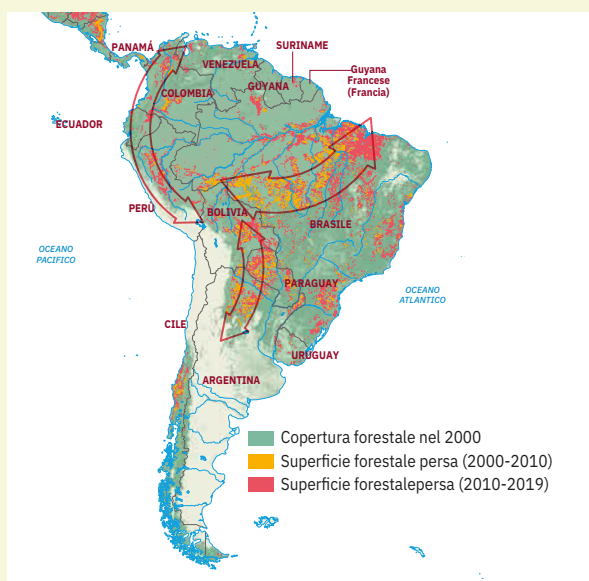 PANAMÁ
SURINAME
VENEZUELA
GUYANA
Guyana
Francese
(Francia)
COLOMBIA
ECUADOR
PERÙ
BOLIVIA
BRASILE
OCEANO
PACIFICO
PARAGUAY
OCEANO
ATLANTICO
CILE
URUGUAY
ARGENTINA
Copertura forestale nel 2000
Superficie forestale persa (2000-2010)
Superficie forestalepersa (2010-2019)